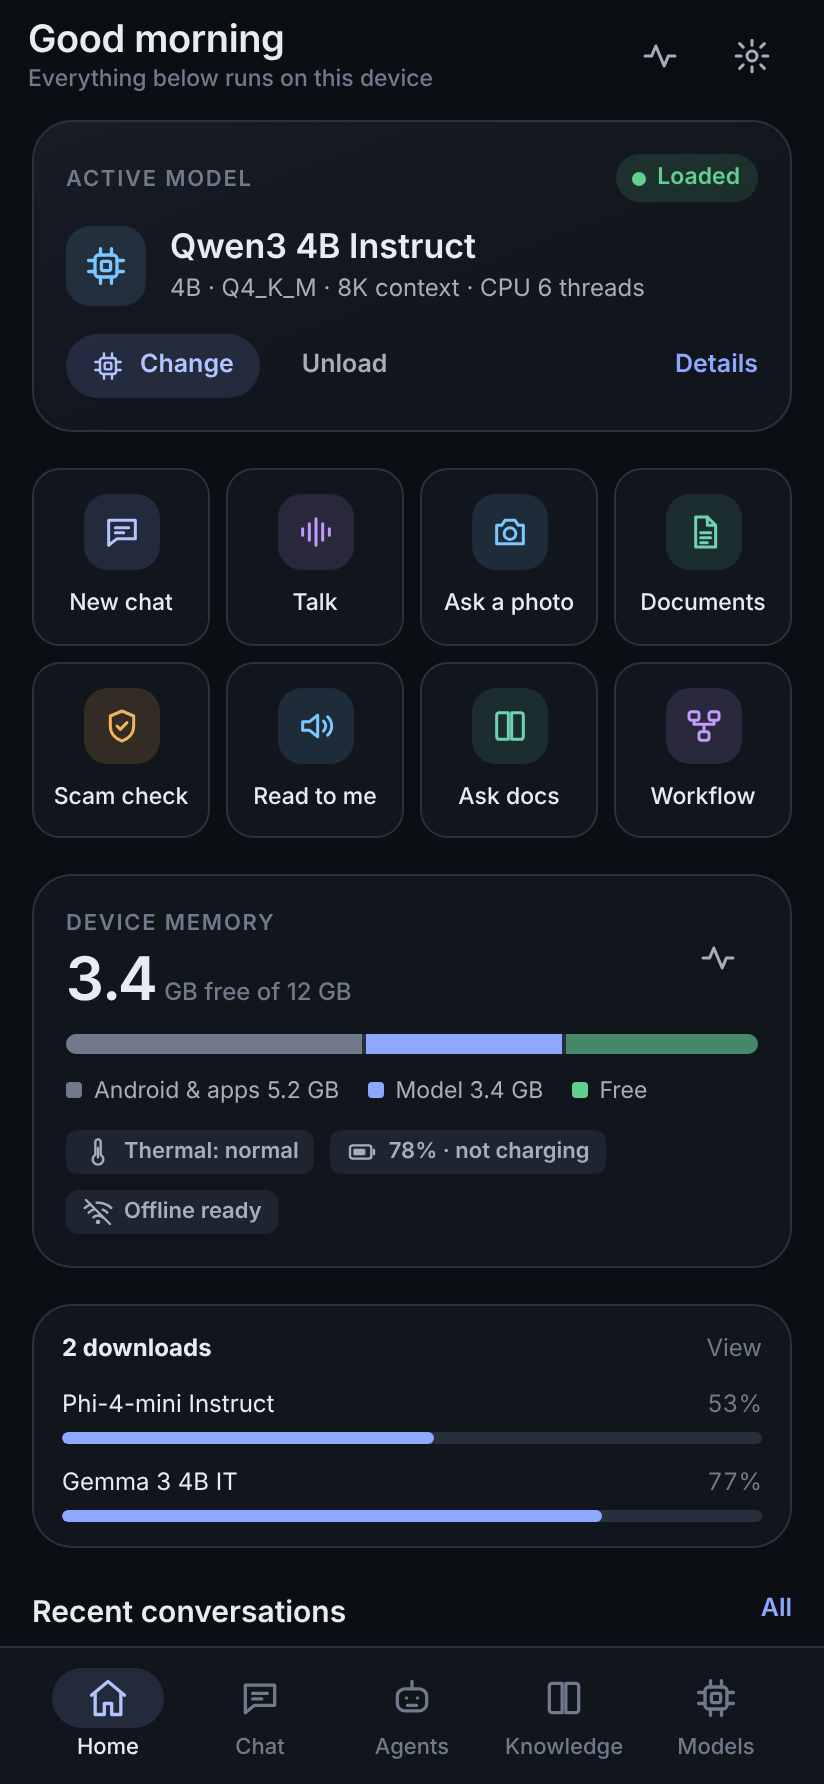 Good morning
Everything below runs on this device
ACTIVE MODEL
Loaded
Qwen3 4B Instruct
4B · Q4_K_M · 8K context · CPU 6 threads
Change
Unload
Details
New chat
Talk
Ask a photo
Documents
Scam check
Read to me
Ask docs
Workflow
DEVICE MEMORY
3.4 GB free of 12 GB
Android & apps 5.2 GB
Model 3.4 GB
Free
Thermal: normal
78% · not charging
Offline ready
2 downloads
View
Phi-4-mini Instruct
53%
Gemma 3 4B IT
77%
Recent conversations
All
Home
Chat
Agents
Knowledge
Models